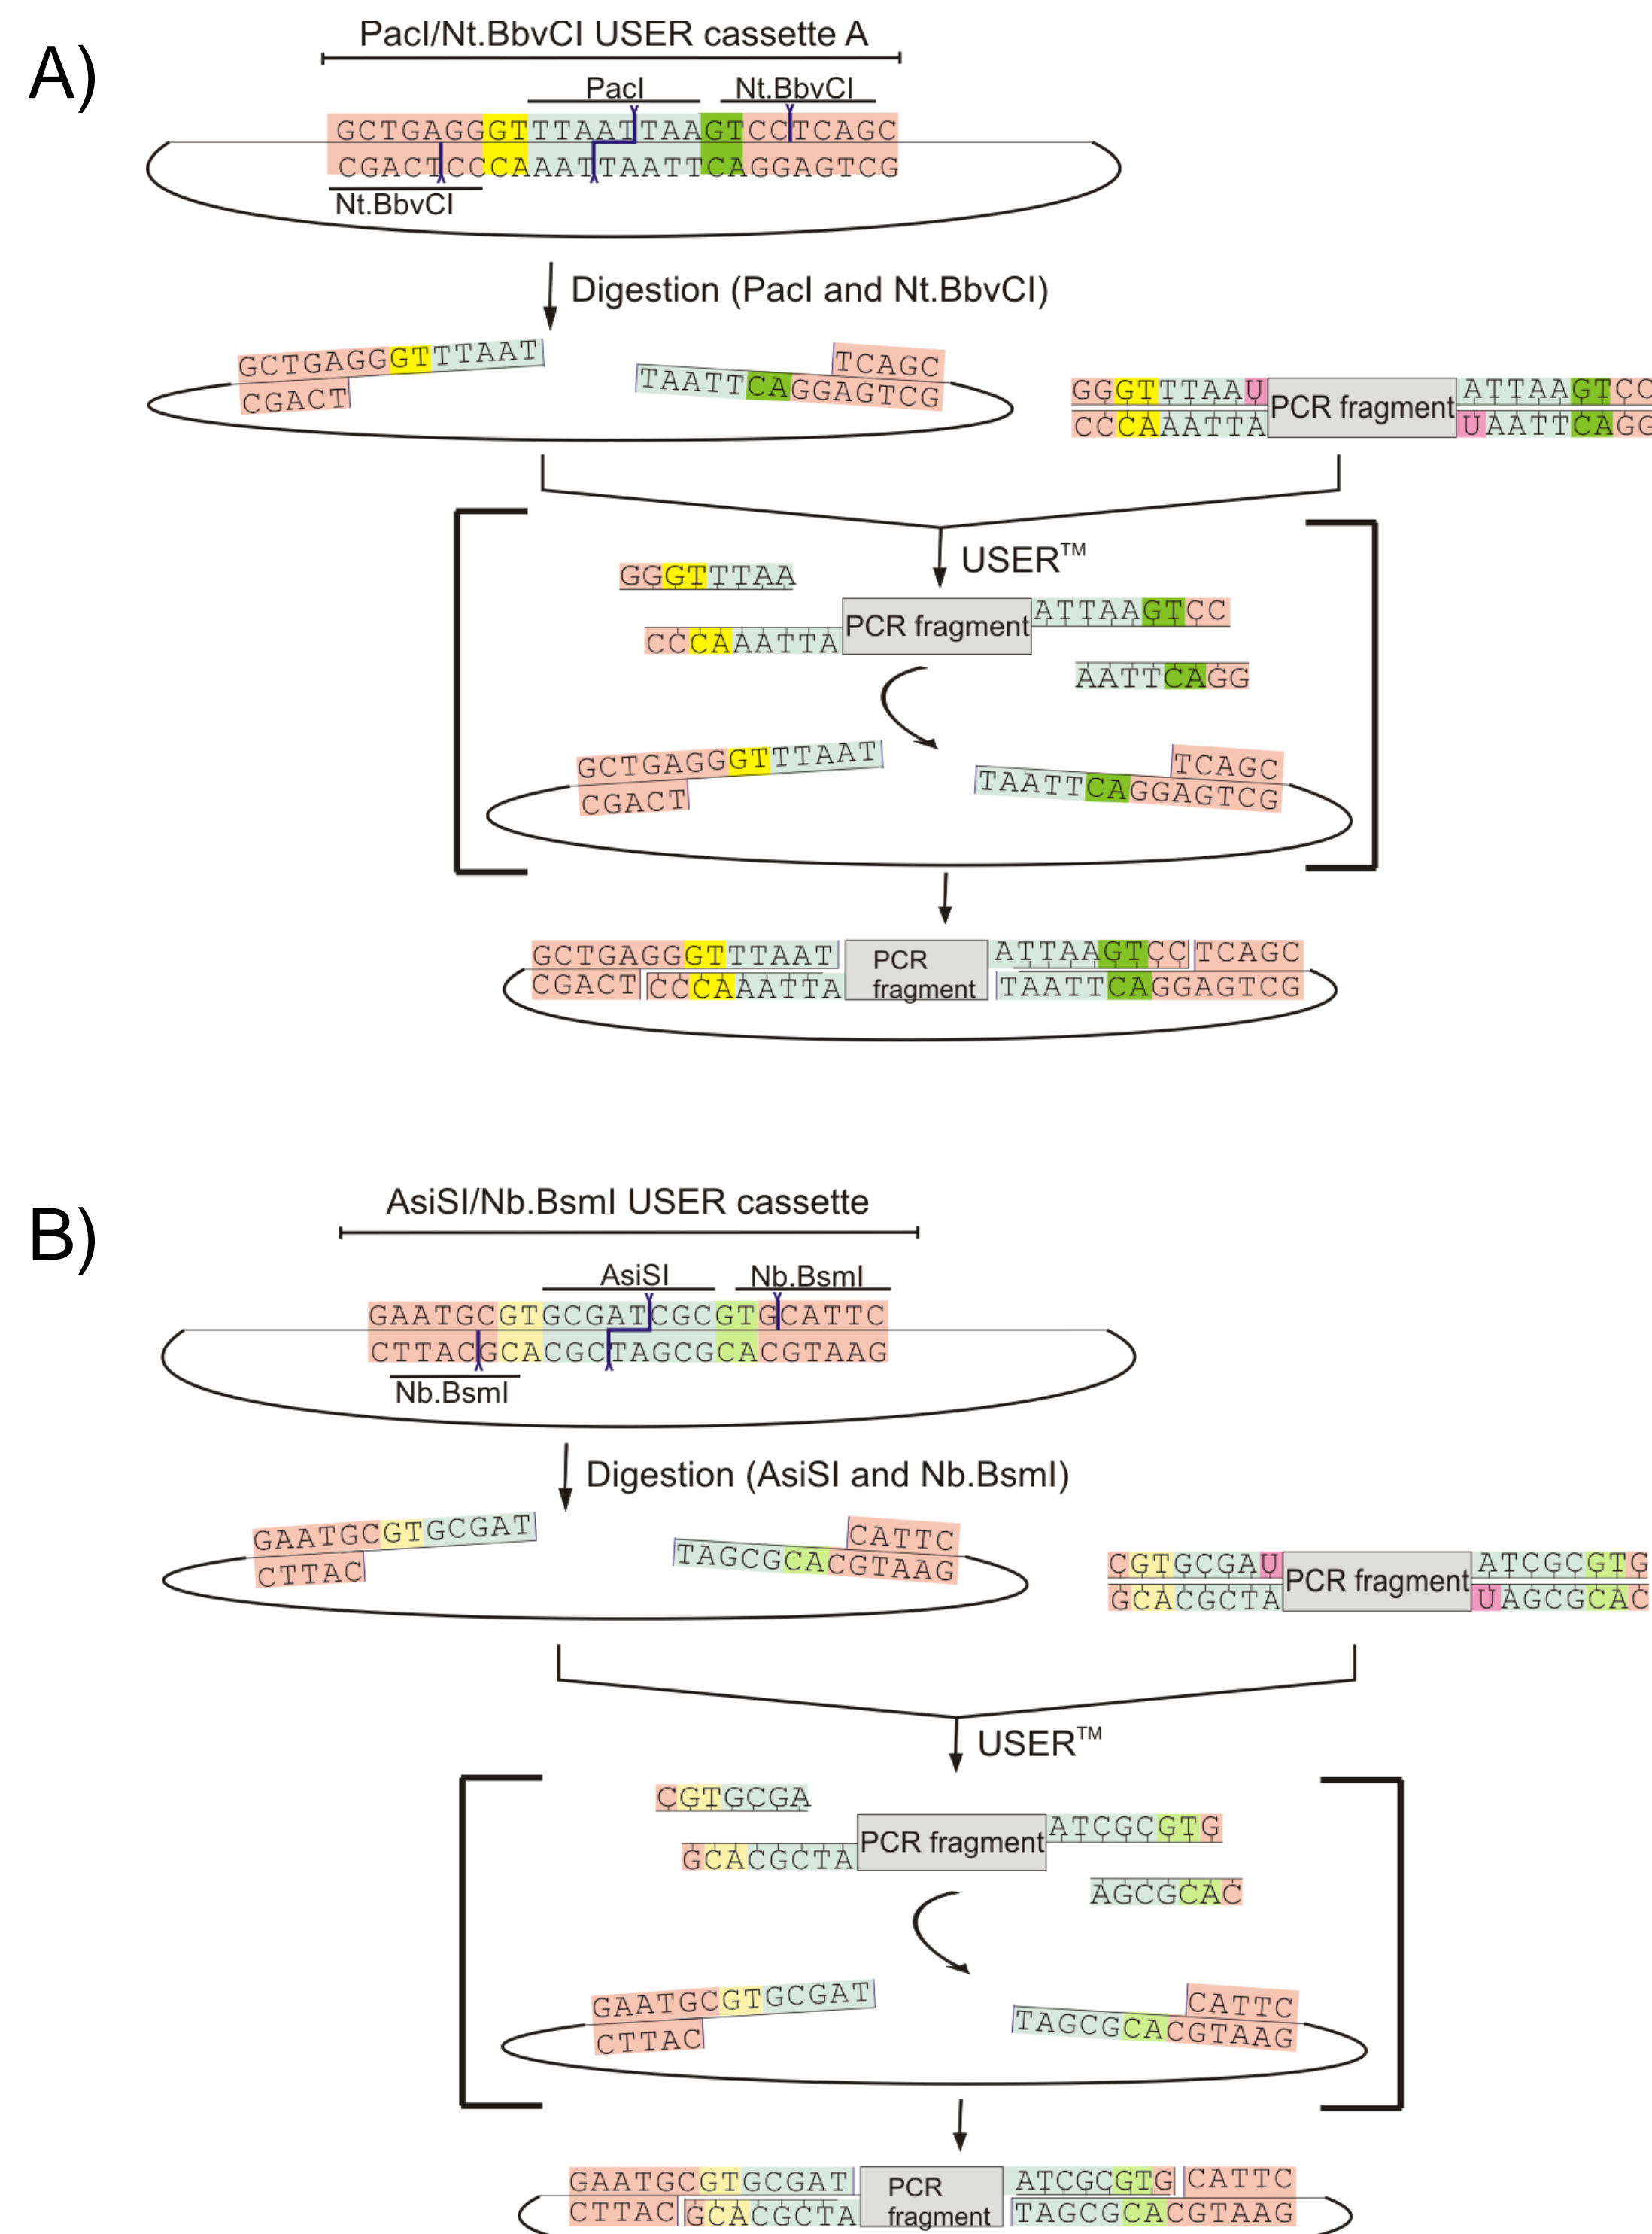 A)
PacI/Nt.BbvCI USER cassette A
PacI Nt.BbvCI
GCTGAGGGTTTAATTAAGTCCTCAGC
CGACTCCCAAATTAATTCAGGAGTCG
Nt.BbvCI
Digestion (PacI and Nt.BbvCI)
GCTGAGGGTTTAAT
CGACT
TCAGC
TAATTCAGGAGTCG
GGGTTTAAU PCR fragment ATTAAGTCC
CCCAAATTA UAATTCAGG
USER™
GGGTTTAA
PCR fragment ATTAAGTCC
CCCAAATTA
AATTCAGG
GCTGAGGGTTTAAT
CGACT
TCAGC
TAATTCAGGAGTCG
GCTGAGGGTTTAAT PCR fragment ATTAAGTCC TCAGC
CGACT CCCAAATTA TAATTCAGGAGTCG
B)
AsiSI/Nb.BsmI USER cassette
AsiSI Nb.BsmI
GAATGCGTGCGATCGCGTGCATTC
CTTACGCACGCTAGCGCACGTAAG
Nb.BsmI
Digestion (AsiSI and Nb.BsmI)
GAATGCGTGCGAT
CTTAC
CATTC
TAGCGCACGTAAG
CGTGCGAU PCR fragment ATCGCGTG
GCACGCTA UAGCGCAC
USER™
CGTGCGA
PCR fragment ATCGCGTG
GCACGCTA
AGCGCAC
GAATGCGTGCGAT
CTTAC
CATTC
TAGCGCACGTAAG
GAATGCGTGCGAT PCR fragment ATCGCGTG CATTC
CTTAC GCACGCTA TAGCGCACGTAAG